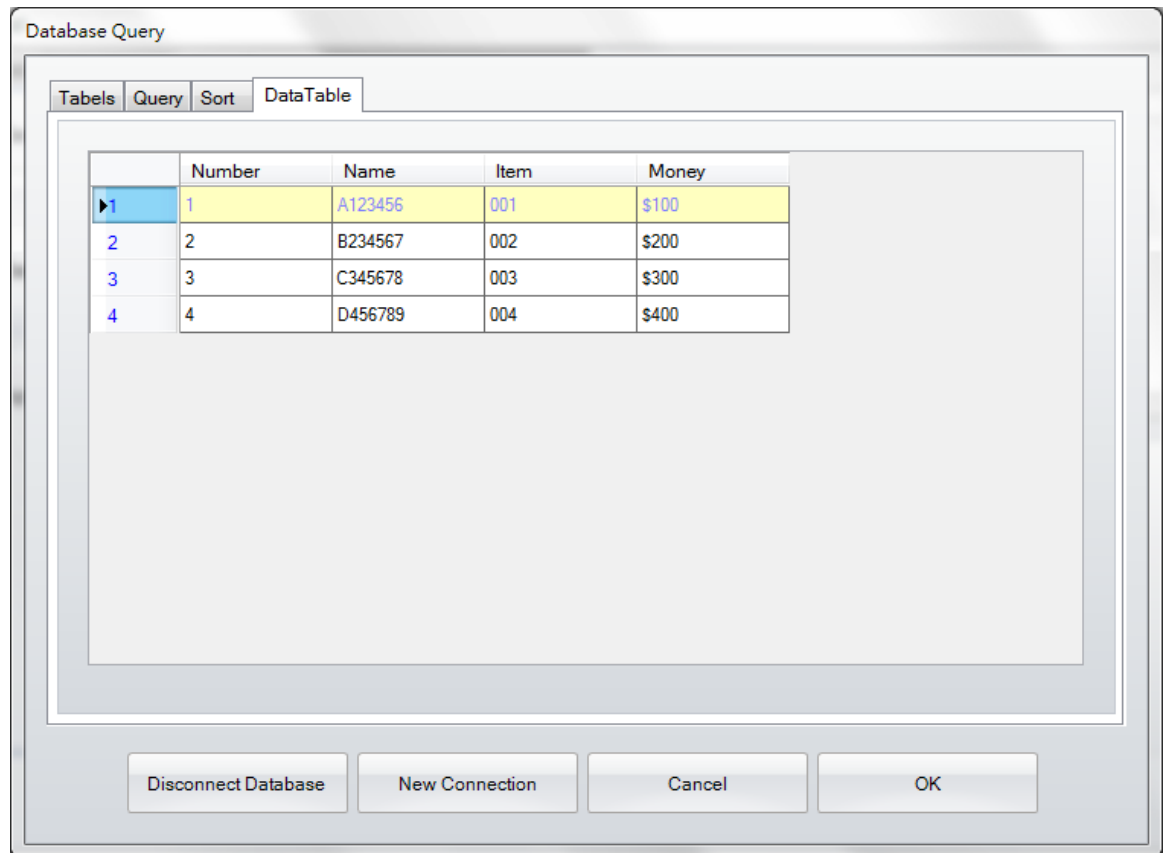 Database Query
Tabels Query Sort DataTable
Number Name Item Money
1 1 A123456 001 $100
2 2 B234567 002 $200
3 3 C345678 003 $300
4 4 D456789 004 $400
Disconnect Database New Connection Cancel OK